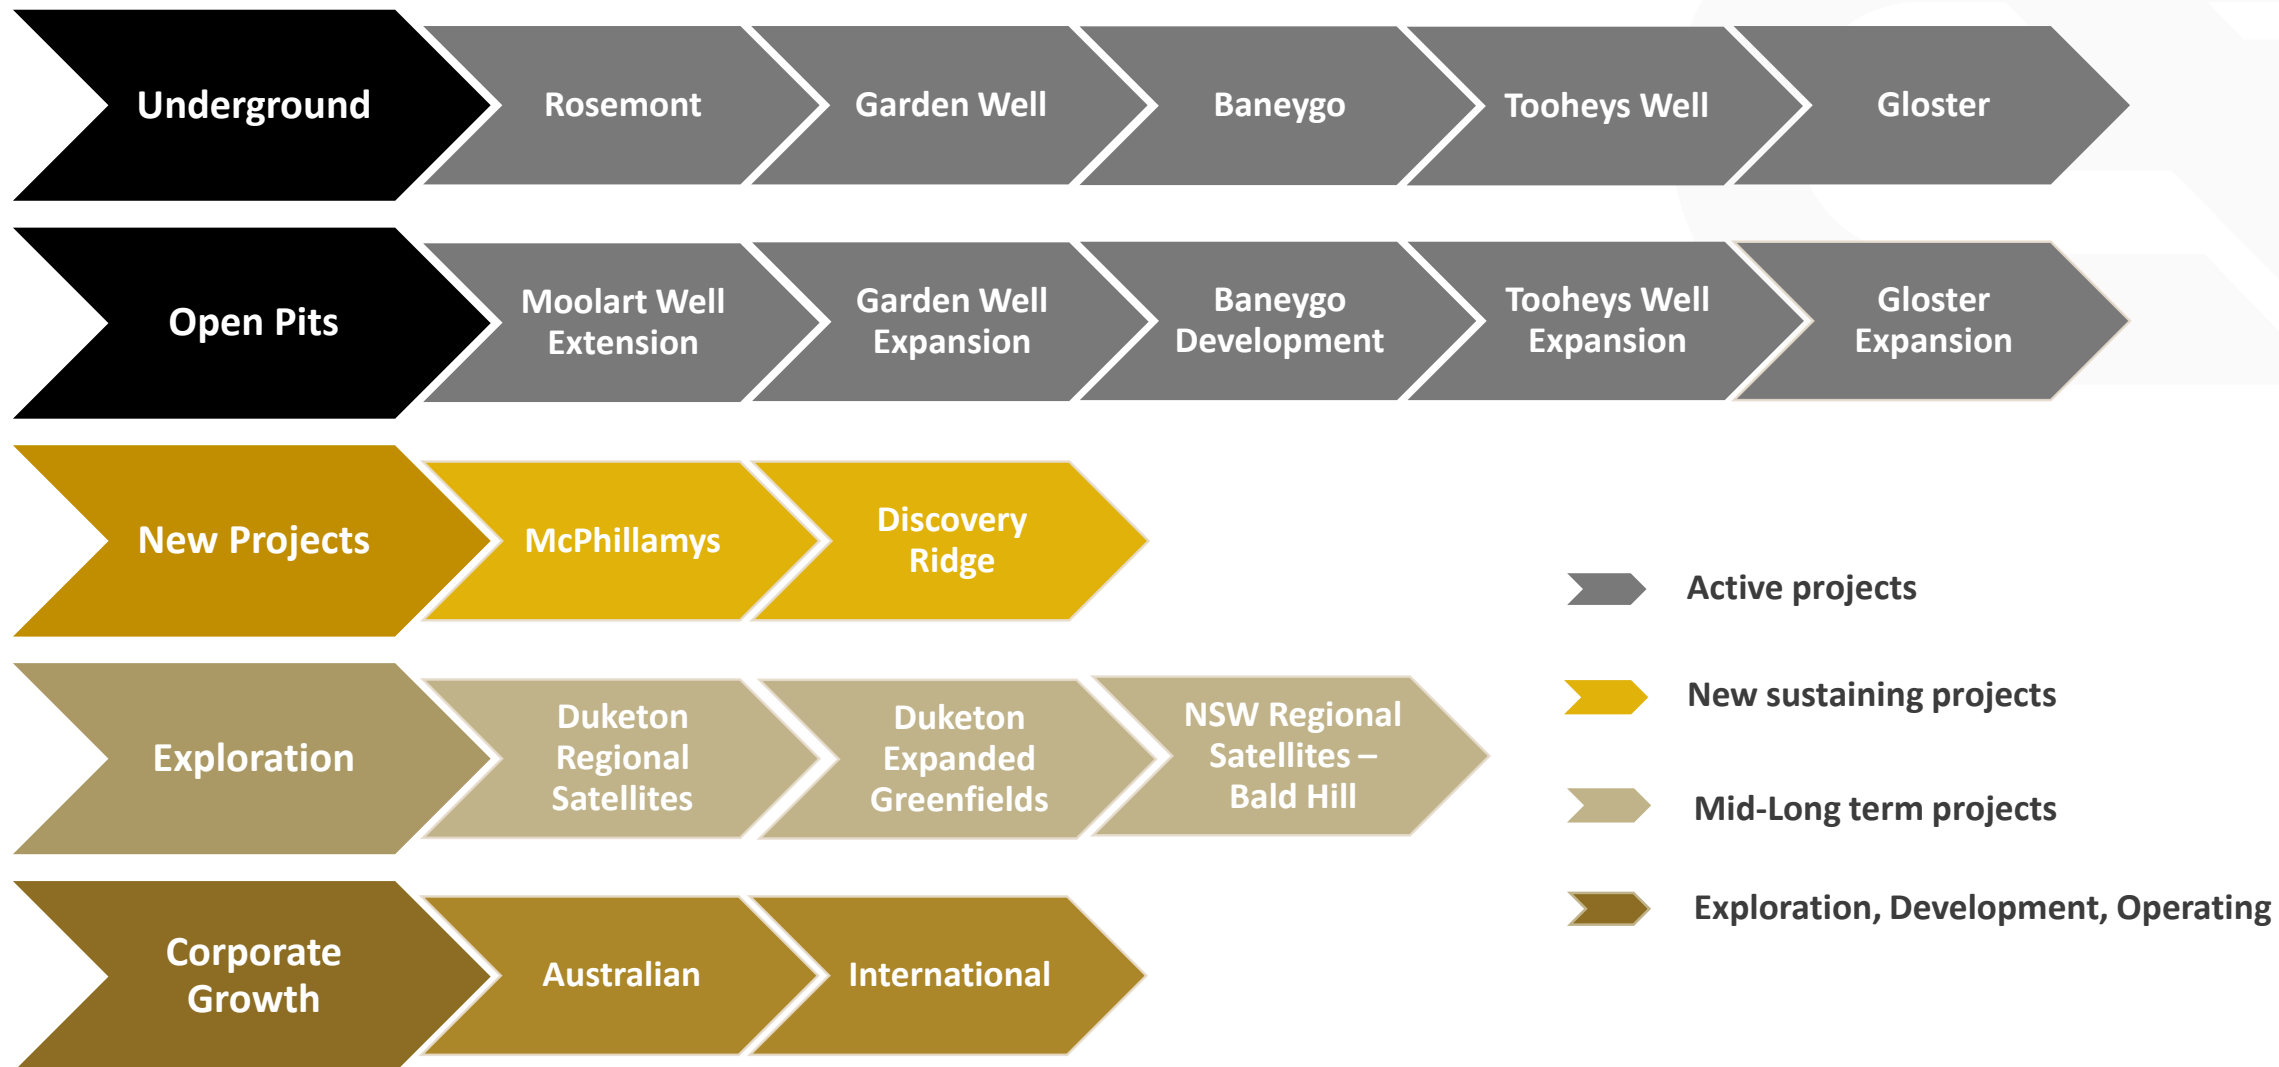 Underground
Rosemont
Garden Well
Baneygo
Tooheys Well
Gloster
Open Pits
Moolart Well
Extension
Garden Well
Expansion
Baneygo
Development
Tooheys Well
Expansion
Gloster
Expansion
New Projects
McPhillamys
Discovery
Ridge
Exploration
Duketon
Regional
Satellites
Duketon
Expanded
Greenfields
NSW Regional
Satellites –
Bald Hill
Corporate
Growth
Australian
International
Active projects
New sustaining projects
Mid-Long term projects
Exploration, Development, Operating